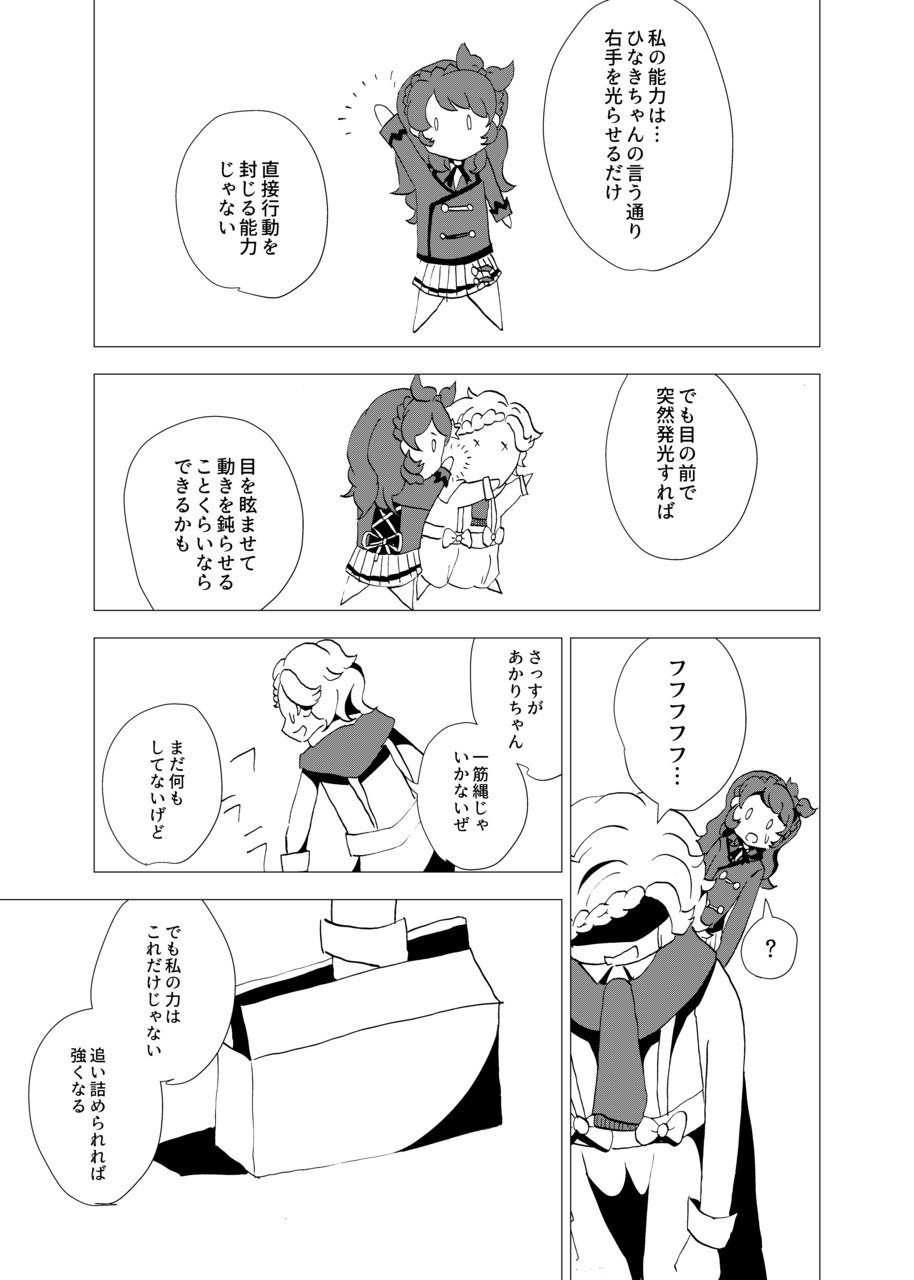 私の能力は…
ひなきちゃんの言う通り
右手を光らせるだけ
直接行動を
封じる能力
じゃない
でも目の前で
突然発光すれば
目を眩ませて
動きを鈍らせる
ことくらいなら
できるかも
フフフフフ…
?
さっすが
あかりちゃん
一筋縄じゃ
いかないぜ
まだ何も
してないげど
でも私の力は
これだけじゃない
追い詰められれば
強くなる